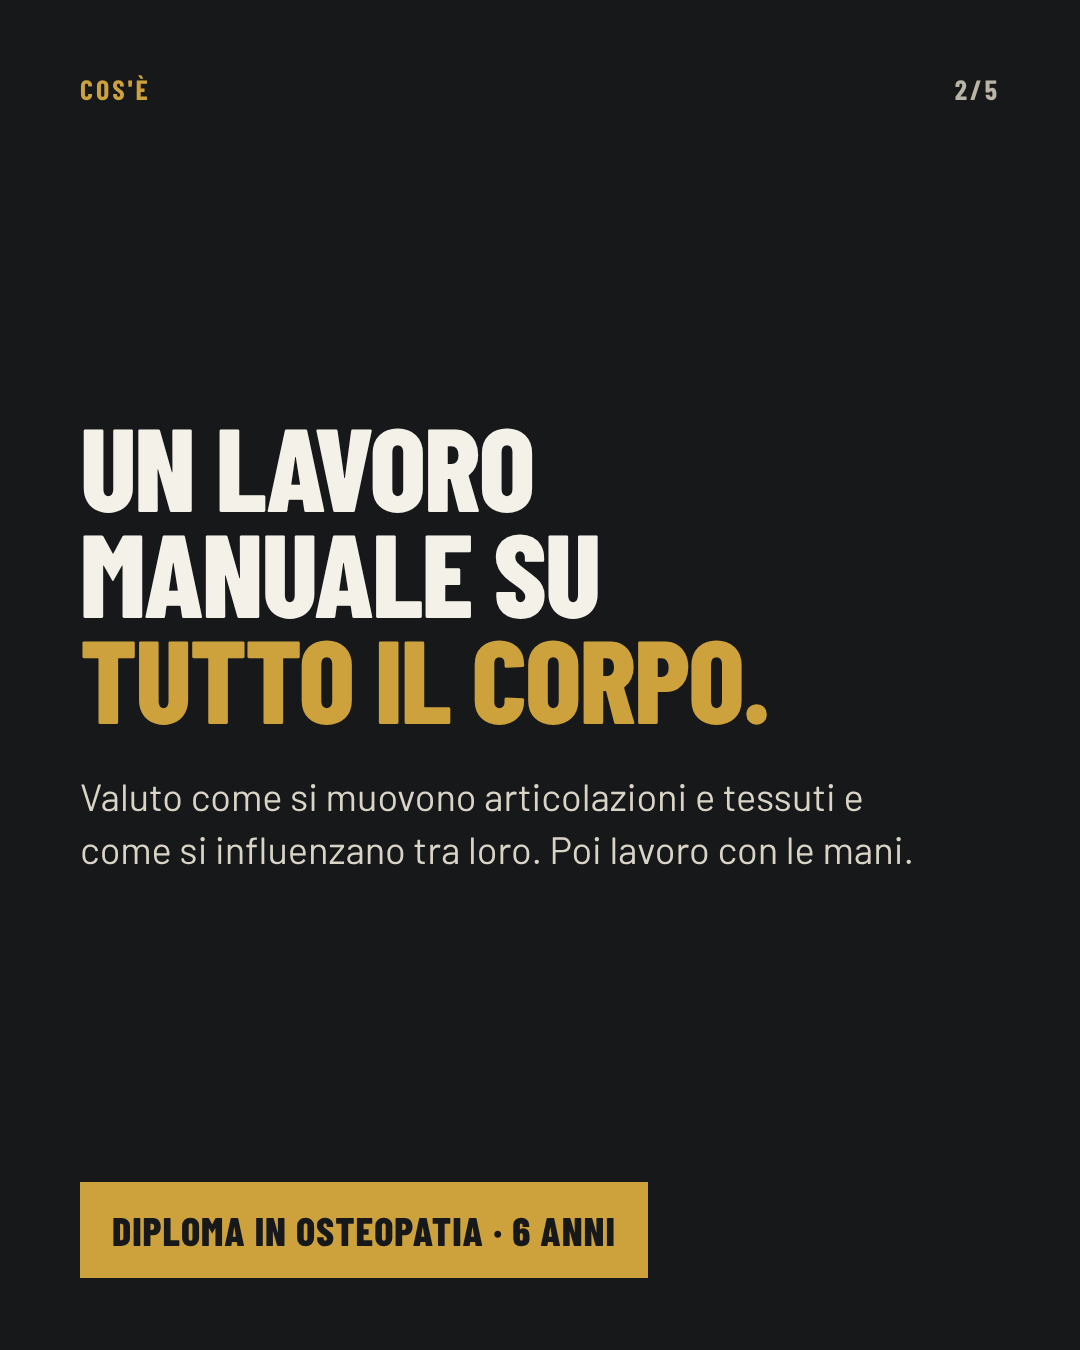 COS'È
2/5
UN LAVORO
MANUALE SU
TUTTO IL CORPO.
Valuto come si muovono articolazioni e tessuti e
come si influenzano tra loro. Poi lavoro con le mani.
DIPLOMA IN OSTEOPATIA · 6 ANNI